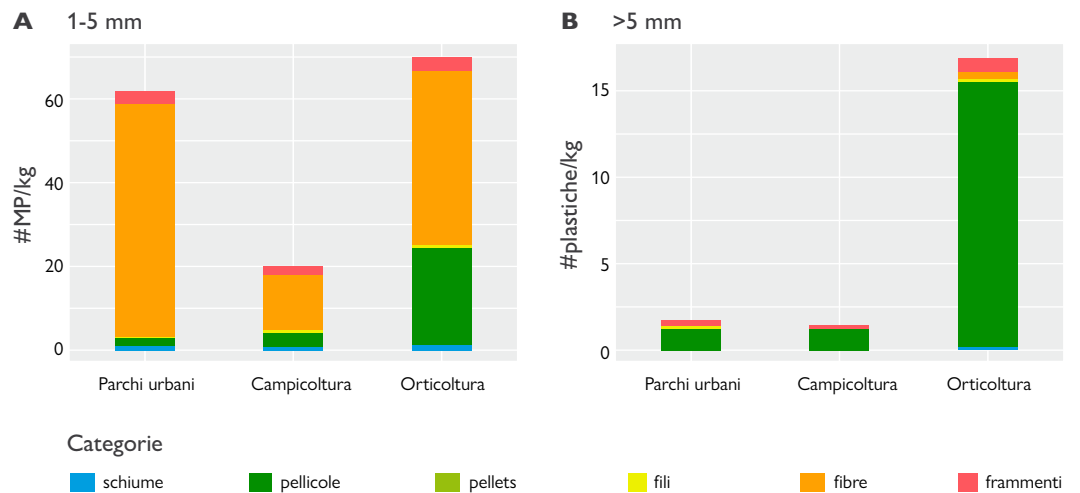 A 1-5 mm
#MP/kg
60
40
20
0
Parchi urbani Campicoltura Orticoltura
B >5 mm
#plastiche/kg
15
10
5
0
Parchi urbani Campicoltura Orticoltura
Categorie
schiume pellicole pellets fili fibre frammenti